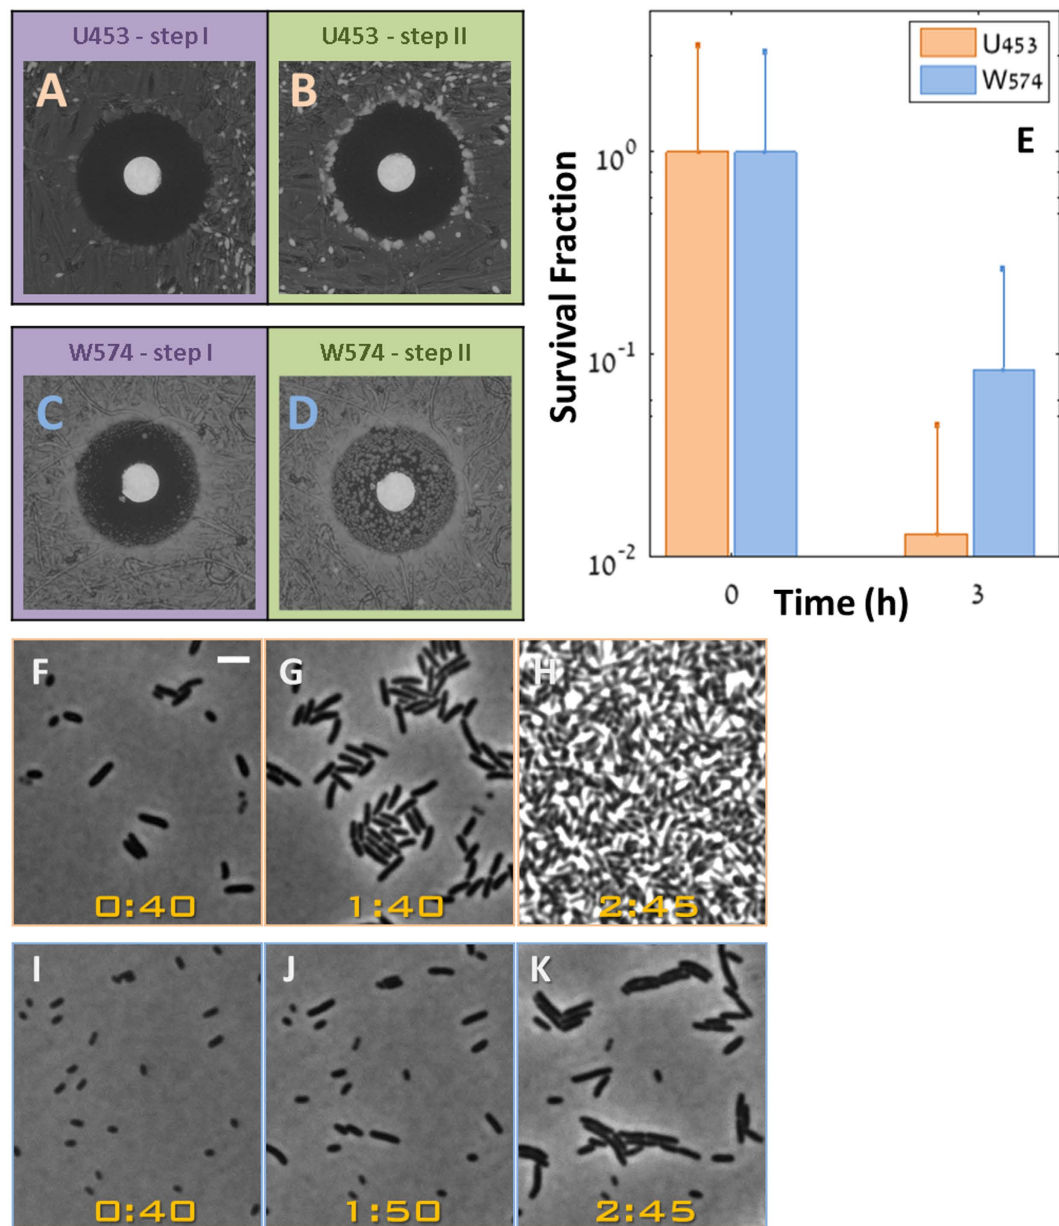 U453 - step I
U453 - step II
A
B
W574 - step I
W574 - step II
C
D
U453
W574
E
Survival Fraction
10⁰
10⁻¹
10⁻²
0
3
Time (h)
F
G
H
0:40
1:40
2:45
I
J
K
0:40
1:50
2:45